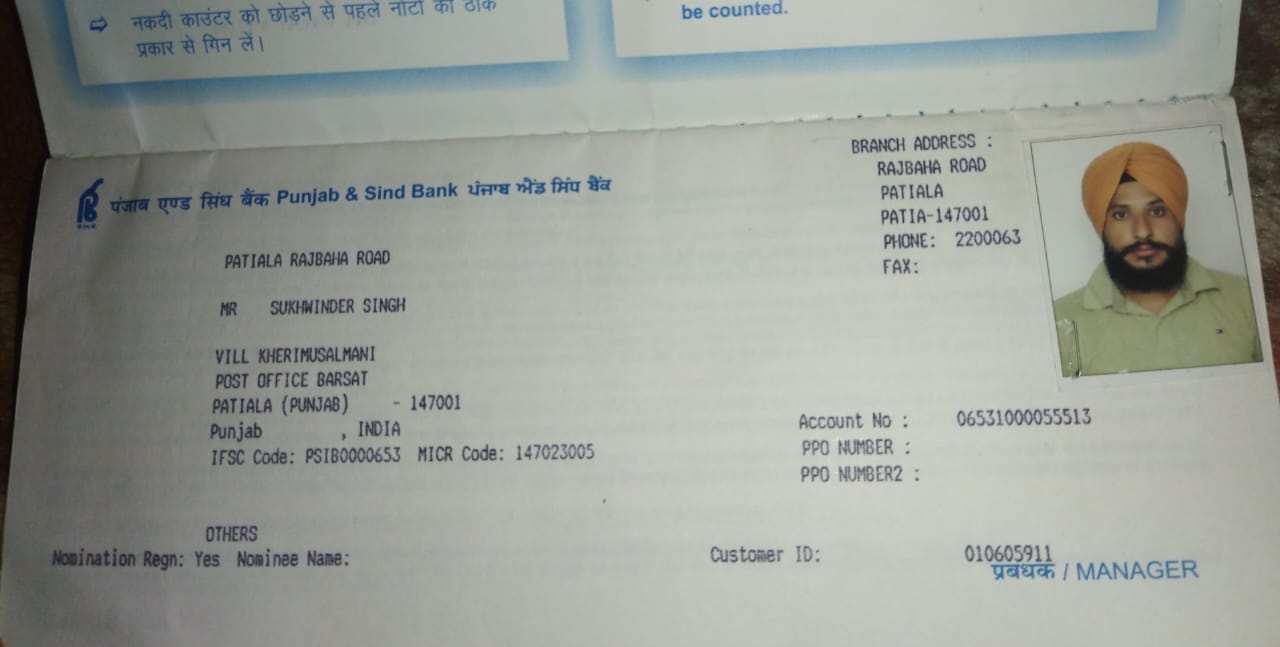 ⇨ नकदी काउंटर को छोड़ने से पहले नोटों को ठीक
प्रकार से गिन लें।
be counted.
पंजाब एण्ड सिंध बैंक Punjab & Sind Bank ਪੰਜਾਬ ਐਂਡ ਸਿੰਧ ਬੈਂਕ
BRANCH ADDRESS :
RAJBAHA ROAD
PATIALA
PATIA-147001
PHONE: 2200063
FAX:
PATIALA RAJBAHA ROAD
MR SUKHWINDER SINGH
VILL KHERIMUSALMANI
POST OFFICE BARSAT
PATIALA (PUNJAB) - 147001
Punjab , INDIA
IFSC Code: PSIB0000653 MICR Code: 147023005
Account No : 06531000055513
PPO NUMBER :
PPO NUMBER2 :
OTHERS
Nomination Regn: Yes Nominee Name:
Customer ID: 010605911
प्रबंधक / MANAGER